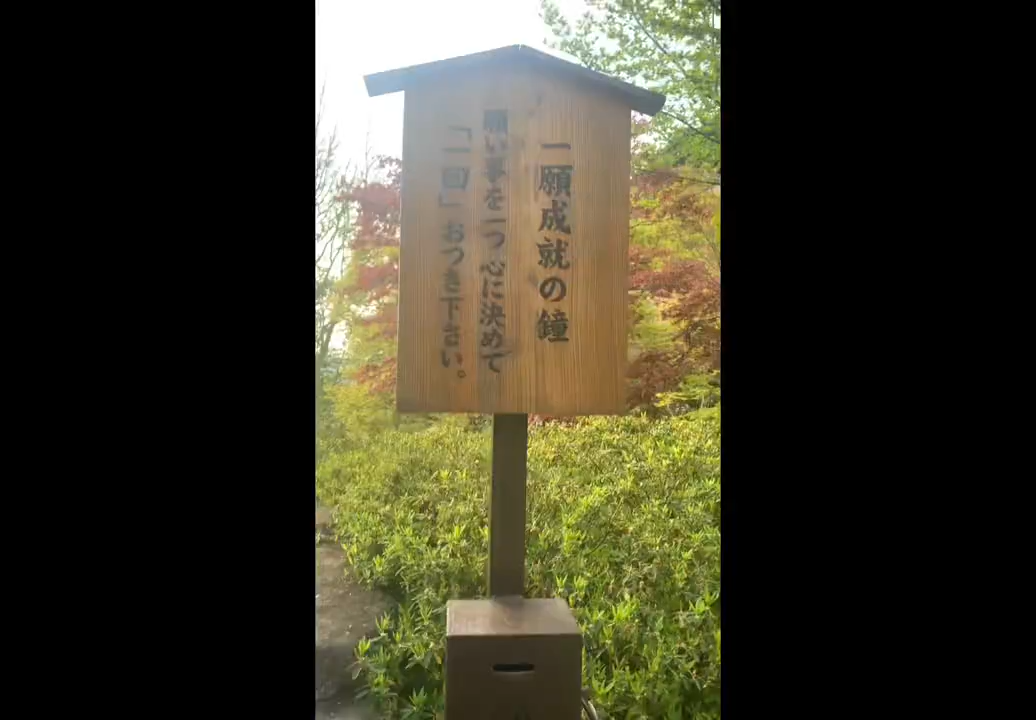 一願成就の鐘
願い事を一つ心に決めて
「一回」おつき下さい。